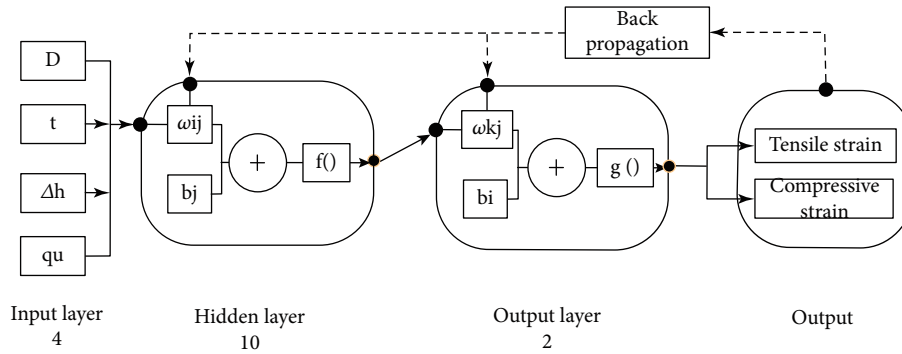 Back
propagation
D
t
Δh
qu
ωij
bj
+
f()
ωkj
bi
+
g ()
Tensile strain
Compressive
strain
Input layer
4
Hidden layer
10
Output layer
2
Output